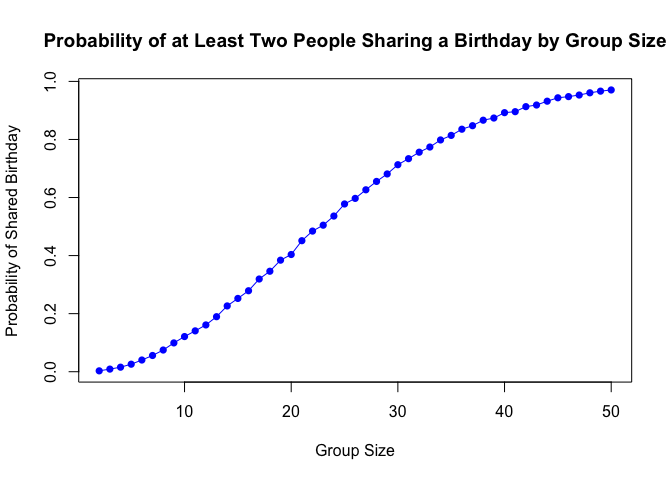 Probability of at Least Two People Sharing a Birthday by Group Size
Probability of Shared Birthday
1.0
0.8
0.6
0.4
0.2
0.0
10 20 30 40 50
Group Size